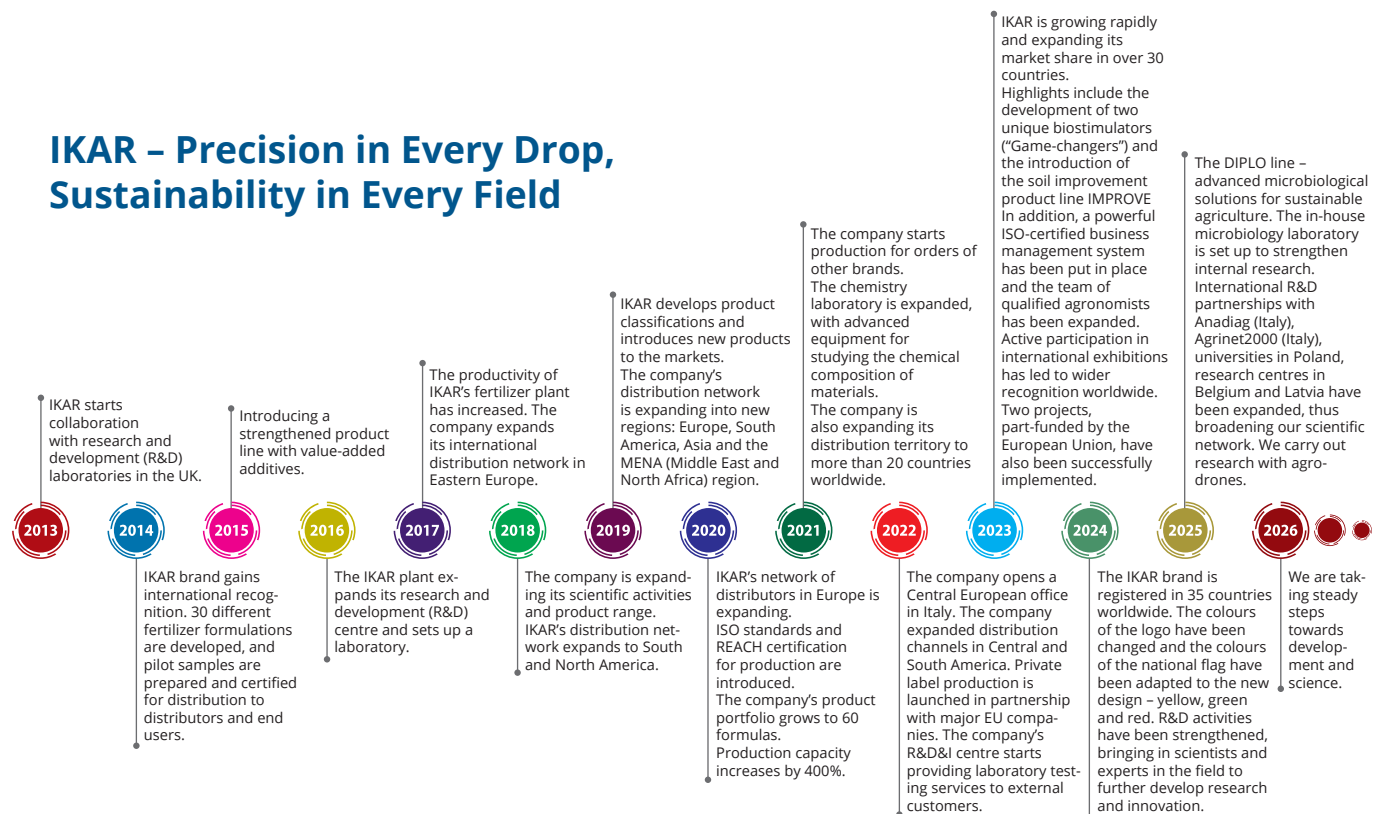 IKAR – Precision in Every Drop,
Sustainability in Every Field
2013
IKAR starts
collaboration
with research and
development (R&D)
laboratories in the UK.
2014
IKAR brand gains
international recog-
nition. 30 different
fertilizer formulations
are developed, and
pilot samples are
prepared and certified
for distribution to
distributors and end
users.
2015
Introducing a
strengthened product
line with value-added
additives.
2016
The IKAR plant ex-
pands its research and
development (R&D)
centre and sets up a
laboratory.
2017
The productivity of
IKAR’s fertilizer plant
has increased. The
company expands
its international
distribution network in
Eastern Europe.
2018
The company is expand-
ing its scientific activities
and product range.
IKAR’s distribution net-
work expands to South
and North America.
2019
IKAR develops product
classifications and
introduces new products
to the markets.
The company’s
distribution network
is expanding into new
regions: Europe, South
America, Asia and the
MENA (Middle East and
North Africa) region.
2020
IKAR’s network of
distributors in Europe is
expanding.
ISO standards and
REACH certification
for production are
introduced.
The company’s product
portfolio grows to 60
formulas.
Production capacity
increases by 400%.
2021
The company starts
production for orders of
other brands.
The chemistry
laboratory is expanded,
with advanced
equipment for
studying the chemical
composition of
materials.
The company is
also expanding its
distribution territory to
more than 20 countries
worldwide.
2022
The company opens a
Central European office
in Italy. The company
expanded distribution
channels in Central and
South America. Private
label production is
launched in partnership
with major EU compa-
nies. The company’s
R&D&I centre starts
providing laboratory test-
ing services to external
customers.
2023
IKAR is growing rapidly
and expanding its
market share in over 30
countries.
Highlights include the
development of two
unique biostimulators
(“Game-changers”) and
the introduction of
the soil improvement
product line IMPROVE
In addition, a powerful
ISO-certified business
management system
has been put in place
and the team of
qualified agronomists
has been expanded.
Active participation in
international exhibitions
has led to wider
recognition worldwide.
Two projects,
part-funded by the
European Union, have
also been successfully
implemented.
2024
The IKAR brand is
registered in 35 countries
worldwide. The colours
of the logo have been
changed and the colours
of the national flag have
been adapted to the new
design – yellow, green
and red. R&D activities
have been strengthened,
bringing in scientists and
experts in the field to
further develop research
and innovation.
2025
The DIPLO line –
advanced microbiological
solutions for sustainable
agriculture. The in-house
microbiology laboratory
is set up to strengthen
internal research.
International R&D
partnerships with
Anadiag (Italy),
Agrinet2000 (Italy),
universities in Poland,
research centres in
Belgium and Latvia have
been expanded, thus
broadening our scientific
network. We carry out
research with agro-
drones.
2026
We are tak-
ing steady
steps
towards
develop-
ment and
science.